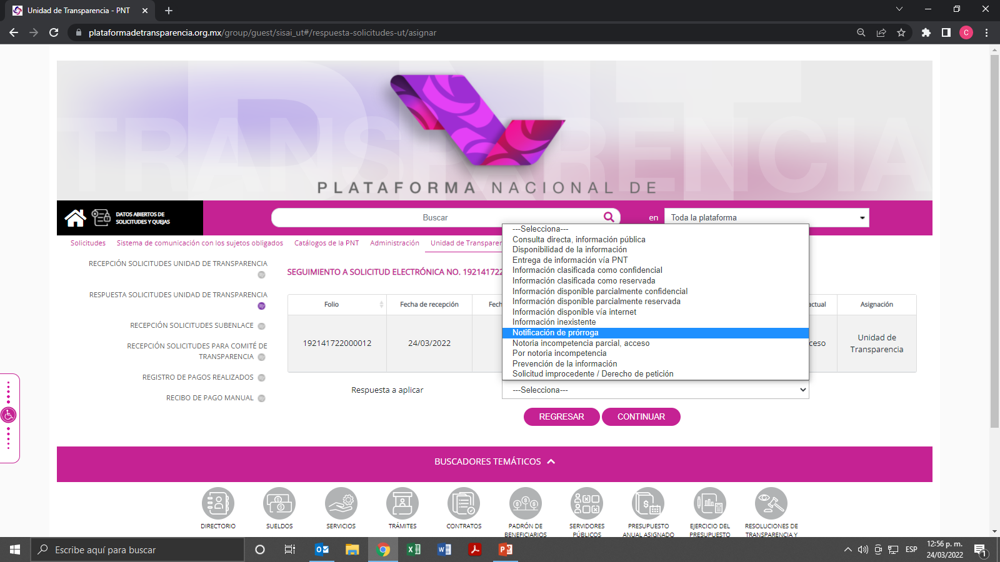 Unidad de Transparencia - PNT
plataformadetransparencia.org.mx/group/guest/sisai_ut#/respuesta-solicitudes-ut/asignar
C
PLATAFORMA NACIONAL DE
TRANSPARENCIA
DATOS ABIERTOS DE
SOLICITUDES Y QUEJAS
Buscar
en
Toda la plataforma
Solicitudes
Sistema de comunicación con los sujetos obligados
Catálogos de la PNT
Administración
Unidad de Transparen
RECEPCIÓN SOLICITUDES UNIDAD DE TRANSPARENCIA
RESPUESTA SOLICITUDES UNIDAD DE TRANSPARENCIA
RECEPCIÓN SOLICITUDES SUBENLACE
RECEPCIÓN SOLICITUDES PARA COMITÉ DE
TRANSPARENCIA
REGISTRO DE PAGOS REALIZADOS
RECIBO DE PAGO MANUAL
SEGUIMIENTO A SOLICITUD ELECTRÓNICA NO. 19214172
Folio
Fecha de recepción
Fech
actual
Asignación
192141722000012
24/03/2022
ceso
Unidad de
Transparencia
---Selecciona---
Consulta directa, información pública
Disponibilidad de la información
Entrega de información vía PNT
Información clasificada como confidencial
Información clasificada como reservada
Información disponible parcialmente confidencial
Información disponible parcialmente reservada
Información disponible vía internet
Información inexistente
Notificación de prórroga
Notoria incompetencia parcial, acceso
Por notoria incompetencia
Prevención de la información
Solicitud improcedente / Derecho de petición
Respuesta a aplicar
---Selecciona---
REGRESAR
CONTINUAR
BUSCADORES TEMÁTICOS
DIRECTORIO
SUELDOS
SERVICIOS
TRÁMITES
CONTRATOS
PADRÓN DE
BENEFICIARIOS
SERVIDORES
PÚBLICOS
PRESUPUESTO
ANUAL ASIGNADO
EJERCICIO DEL
PRESUPUESTO
RESOLUCIONES DE
TRANSPARENCIA Y
Escribe aquí para buscar
ESP
12:56 p. m.
24/03/2022
1